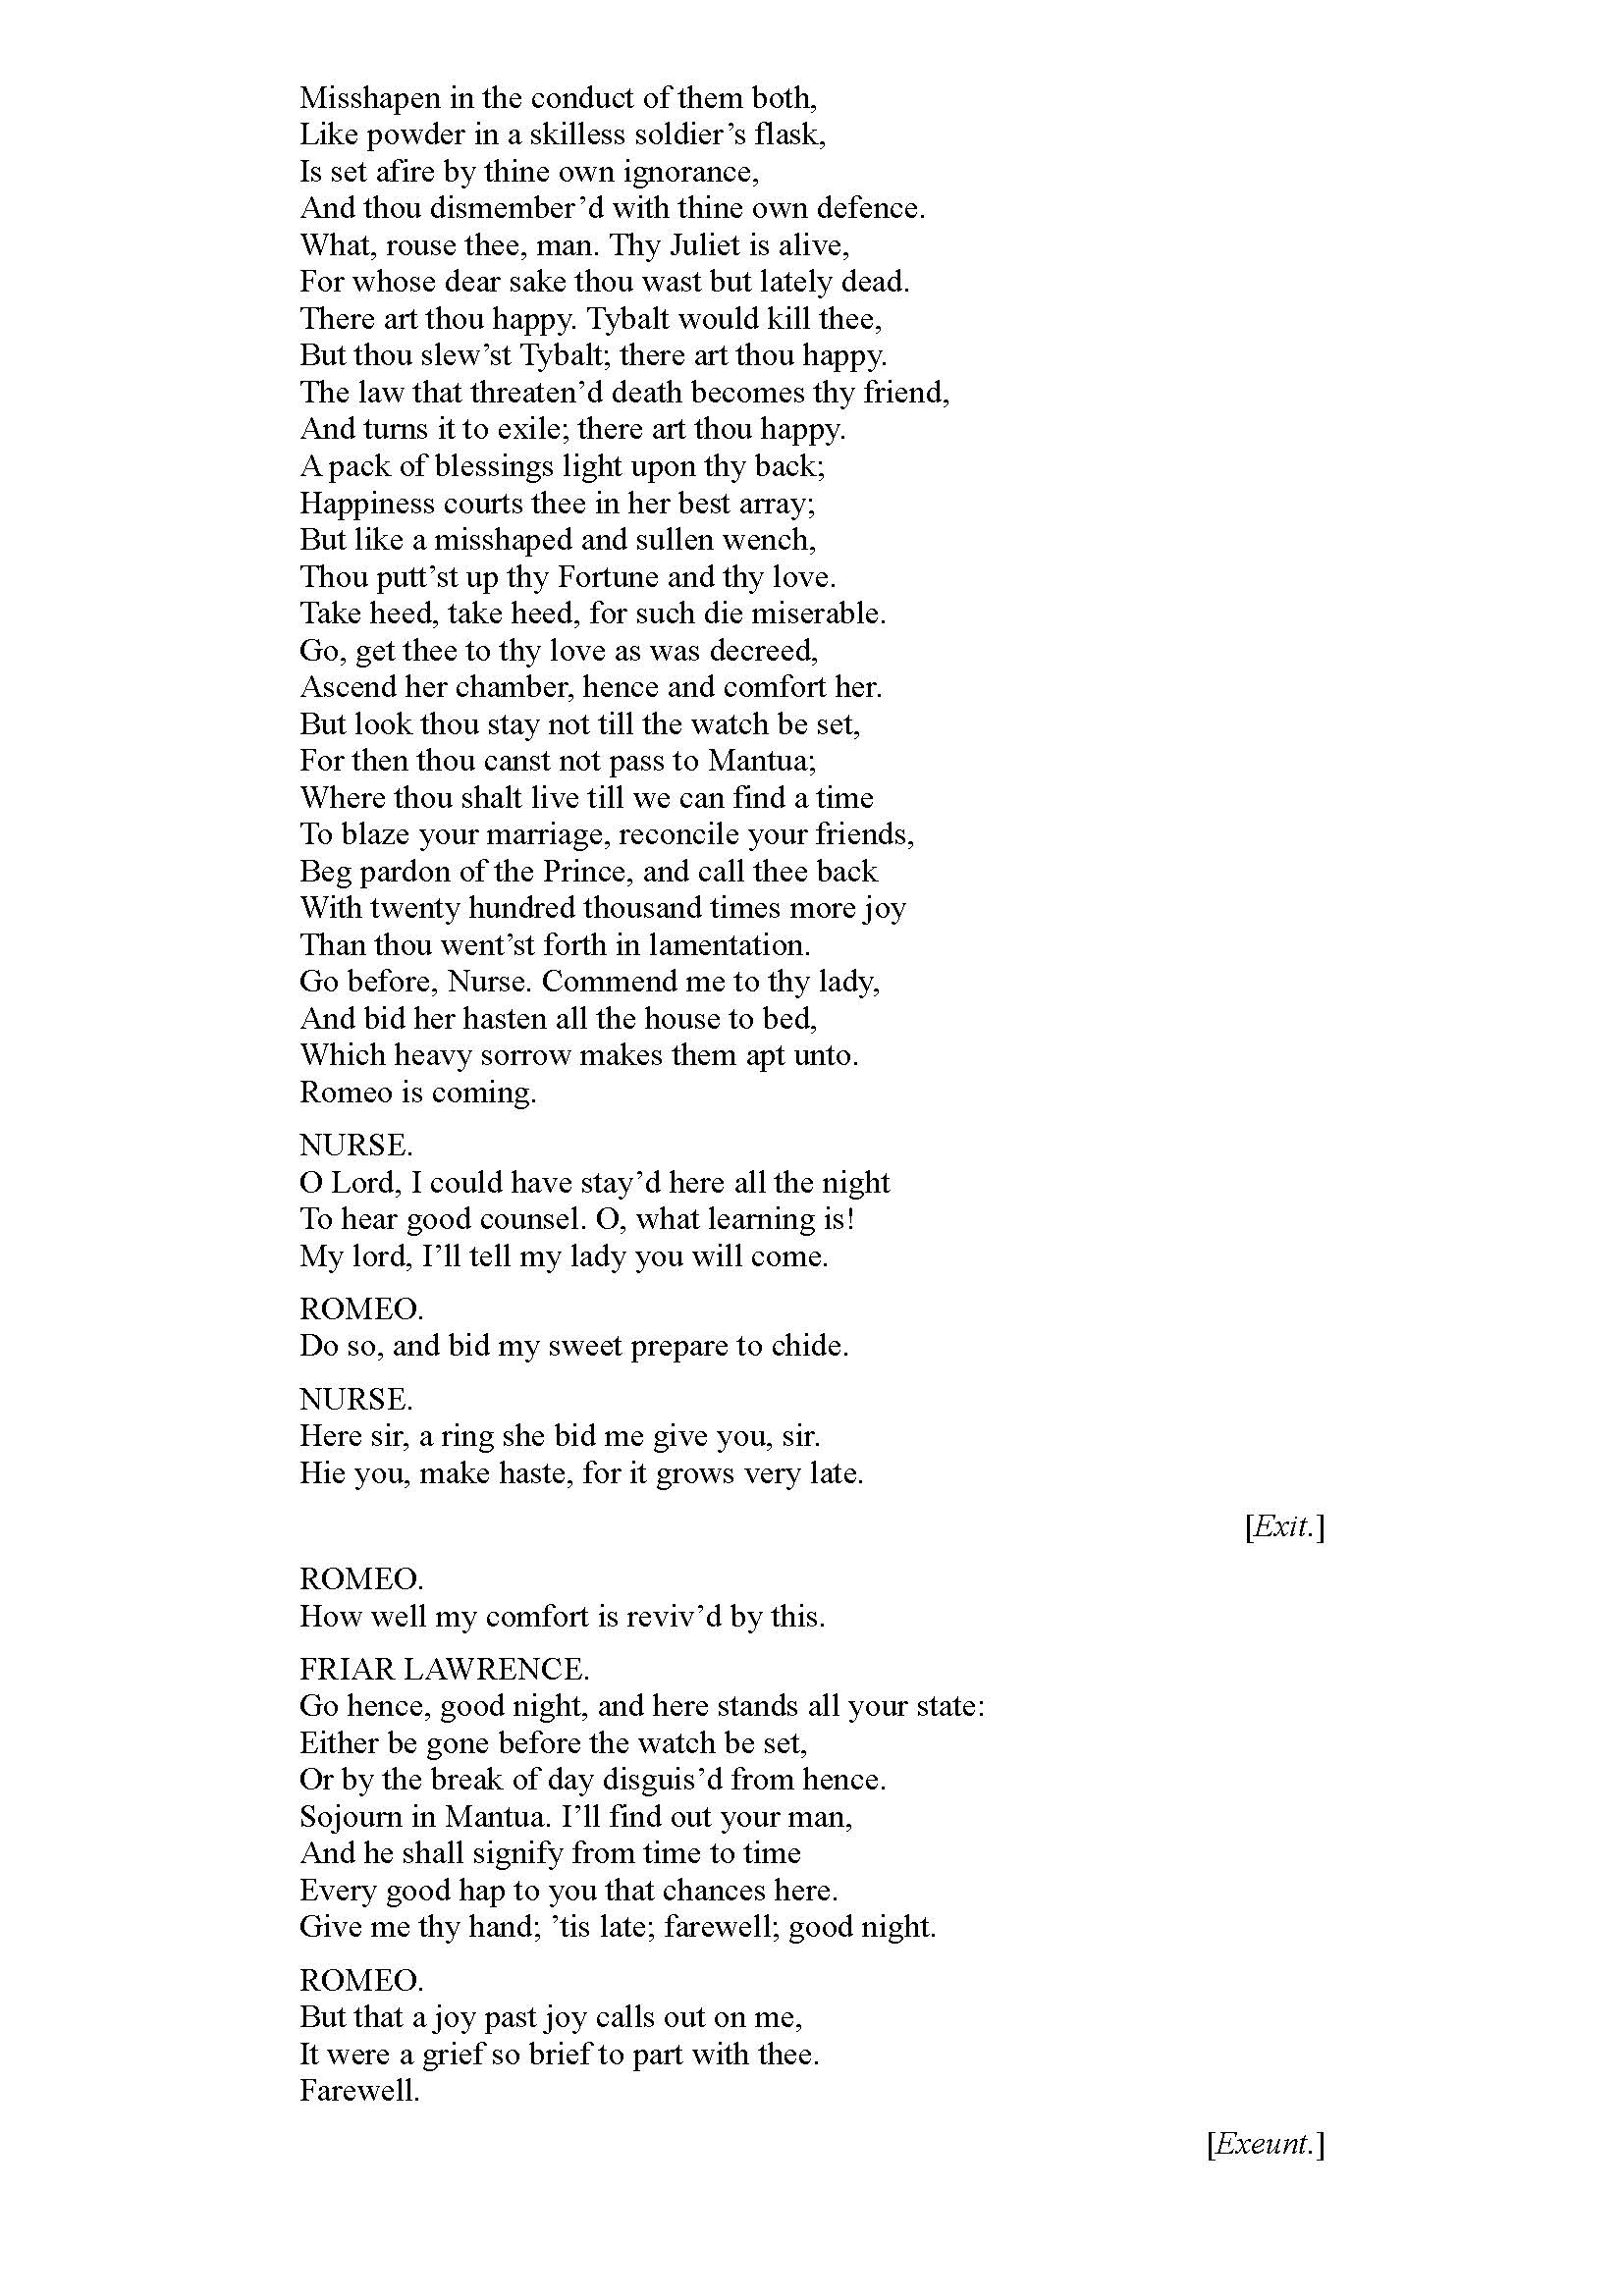 Misshapen in the conduct of them both,
Like powder in a skilless soldier’s flask,
Is set afire by thine own ignorance,
And thou dismember’d with thine own defence.
What, rouse thee, man. Thy Juliet is alive,
For whose dear sake thou wast but lately dead.
There art thou happy. Tybalt would kill thee,
But thou slew’st Tybalt; there art thou happy.
The law that threaten’d death becomes thy friend,
And turns it to exile; there art thou happy.
A pack of blessings light upon thy back;
Happiness courts thee in her best array;
But like a misshaped and sullen wench,
Thou putt’st up thy Fortune and thy love.
Take heed, take heed, for such die miserable.
Go, get thee to thy love as was decreed,
Ascend her chamber, hence and comfort her.
But look thou stay not till the watch be set,
For then thou canst not pass to Mantua;
Where thou shalt live till we can find a time
To blaze your marriage, reconcile your friends,
Beg pardon of the Prince, and call thee back
With twenty hundred thousand times more joy
Than thou went’st forth in lamentation.
Go before, Nurse. Commend me to thy lady,
And bid her hasten all the house to bed,
Which heavy sorrow makes them apt unto.
Romeo is coming.
NURSE.
O Lord, I could have stay’d here all the night
To hear good counsel. O, what learning is!
My lord, I’ll tell my lady you will come.
ROMEO.
Do so, and bid my sweet prepare to chide.
NURSE.
Here sir, a ring she bid me give you, sir.
Hie you, make haste, for it grows very late.
[Exit.]
ROMEO.
How well my comfort is reviv’d by this.
FRIAR LAWRENCE.
Go hence, good night, and here stands all your state:
Either be gone before the watch be set,
Or by the break of day disguis’d from hence.
Sojourn in Mantua. I’ll find out your man,
And he shall signify from time to time
Every good hap to you that chances here.
Give me thy hand; ’tis late; farewell; good night.
ROMEO.
But that a joy past joy calls out on me,
It were a grief so brief to part with thee.
Farewell.
[Exeunt.]